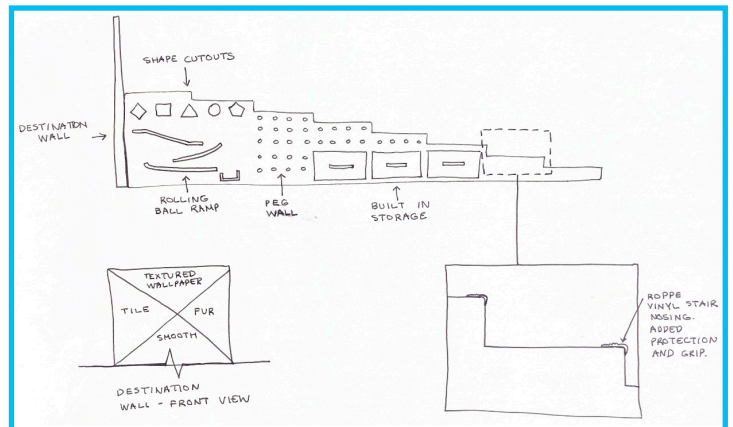 SHAPE CUTOUTS
DESTINATION
WALL
ROLLING
BALL RAMP
PEG
WALL
BUILT IN
STORAGE
TEXTURED
WALLPAPER
TILE
FUR
SMOOTH
DESTINATION
WALL - FRONT VIEW
ROPPE
VINYL STAIR
NOSING.
ADDED
PROTECTION
AND GRIP.